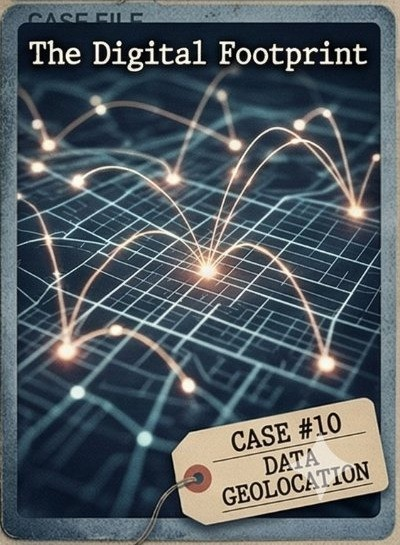 CASE FILE
The Digital Footprint
CASE #10
DATA
GEOLOCATION